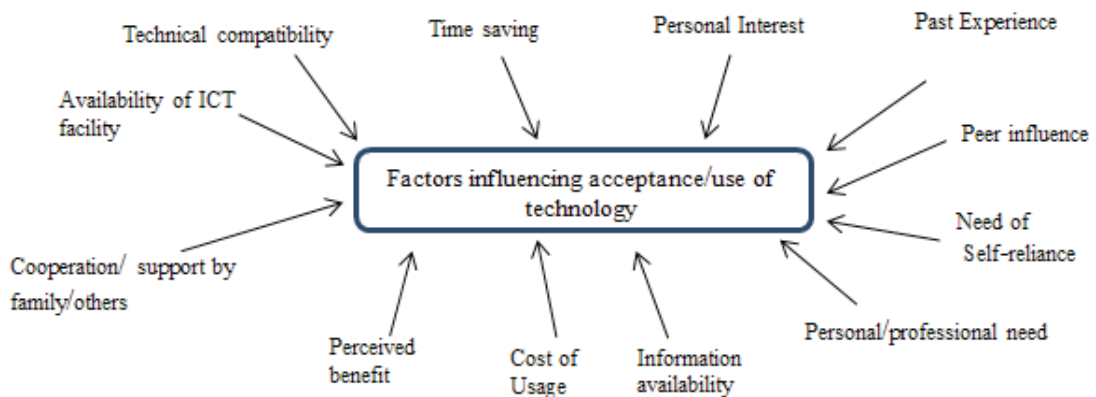 Technical compatibility
Time saving
Personal Interest
Past Experience
Availability of ICT
facility
Peer influence
Factors influencing acceptance/use of
technology
Need of
Self-reliance
Cooperation/ support by
family/others
Personal/professional need
Perceived
benefit
Cost of
Usage
Information
availability